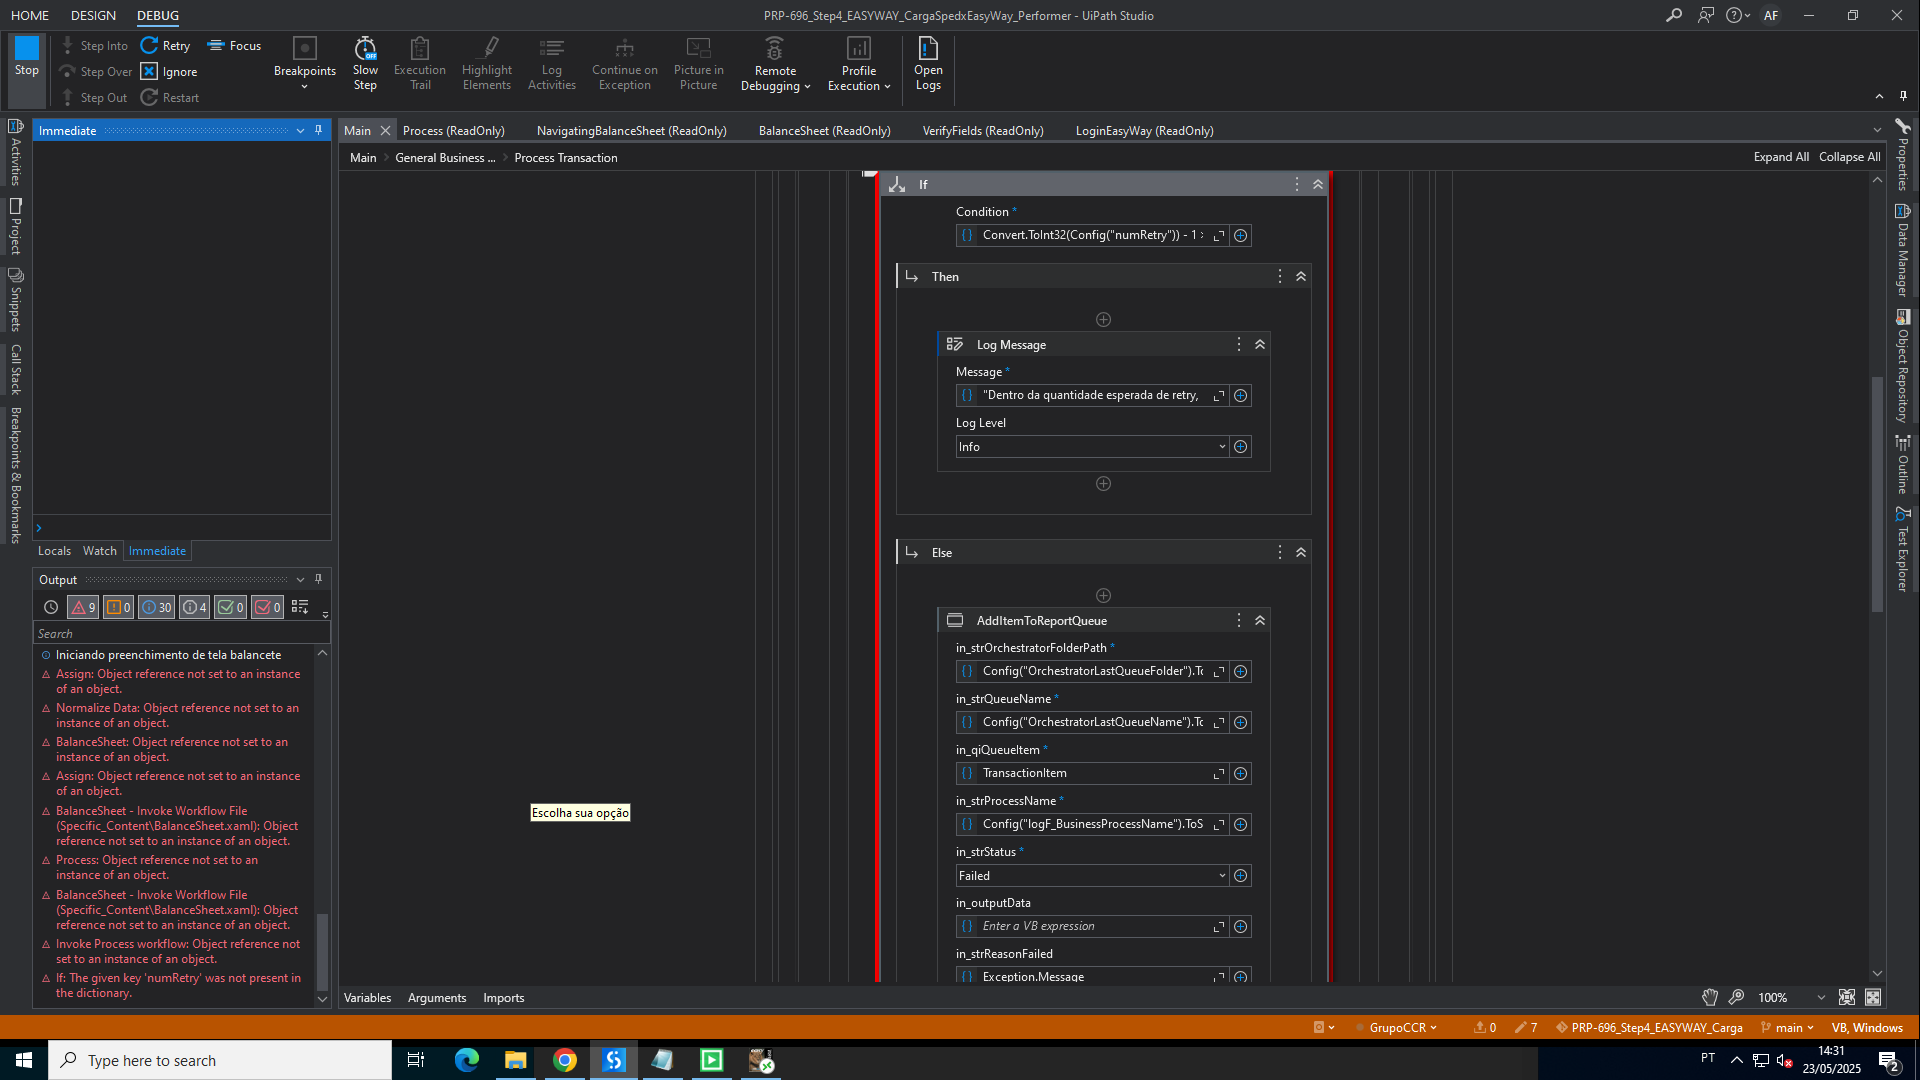 HOME DESIGN DEBUG
PRP-696_Step4_EASYWAY_CargaSpedxEasyWay_Performer - UiPath Studio
AF
Stop
Step Into
Step Over
Step Out
Retry
Ignore
Restart
Focus
Breakpoints
Slow Step
Execution Trail
Highlight Elements
Log Activities
Continue on Exception
Picture in Picture
Remote Debugging
Profile Execution
Open Logs
Activities
Project
Snippets
Call Stack
Breakpoints & Bookmarks
Immediate
Locals Watch Immediate
Output
9 0 30 4 0 0
Search
Iniciando preenchimento de tela balancete
Assign: Object reference not set to an instance
of an object.
Normalize Data: Object reference not set to an
instance of an object.
BalanceSheet: Object reference not set to an
instance of an object.
Assign: Object reference not set to an instance
of an object.
BalanceSheet - Invoke Workflow File
(Specific_Content\BalanceSheet.xaml): Object
reference not set to an instance of an object.
Process: Object reference not set to an
instance of an object.
BalanceSheet - Invoke Workflow File
(Specific_Content\BalanceSheet.xaml): Object
reference not set to an instance of an object.
Invoke Process workflow: Object reference not
set to an instance of an object.
If: The given key 'numRetry' was not present in
the dictionary.
Main Process (ReadOnly) NavigatingBalanceSheet (ReadOnly) BalanceSheet (ReadOnly) VerifyFields (ReadOnly) LoginEasyWay (ReadOnly)
Main General Business ... Process Transaction
Expand All Collapse All
If
Condition *
Convert.ToInt32(Config("numRetry")) - 1
Then
Log Message
Message *
"Dentro da quantidade esperada de retry,
Log Level
Info
Else
AddItemToReportQueue
in_strOrchestratorFolderPath *
Config("OrchestratorLastQueueFolder").Tc
in_strQueueName *
Config("OrchestratorLastQueueName").Tc
in_qiQueueItem *
TransactionItem
in_strProcessName *
Config("logF_BusinessProcessName").ToS
in_strStatus *
Failed
in_outputData
Enter a VB expression
in_strReasonFailed
Exception.Message
Escolha sua opção
Variables Arguments Imports
100%
Properties
Data Manager
Object Repository
Outline
Test Explorer
GrupoCCR 0 7 PRP-696_Step4_EASYWAY_Carga main VB, Windows
Type here to search
PT
14:31
23/05/2025
2